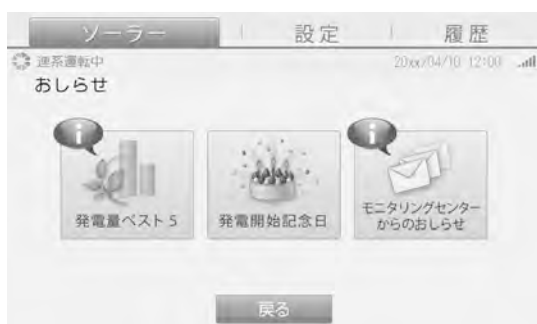 ソーラー 設定 履歴
連系運転中 20xx/04/10 12:00
おしらせ
発電量ベスト5 発電開始記念日 モニタリングセンター
からのおしらせ
戻る